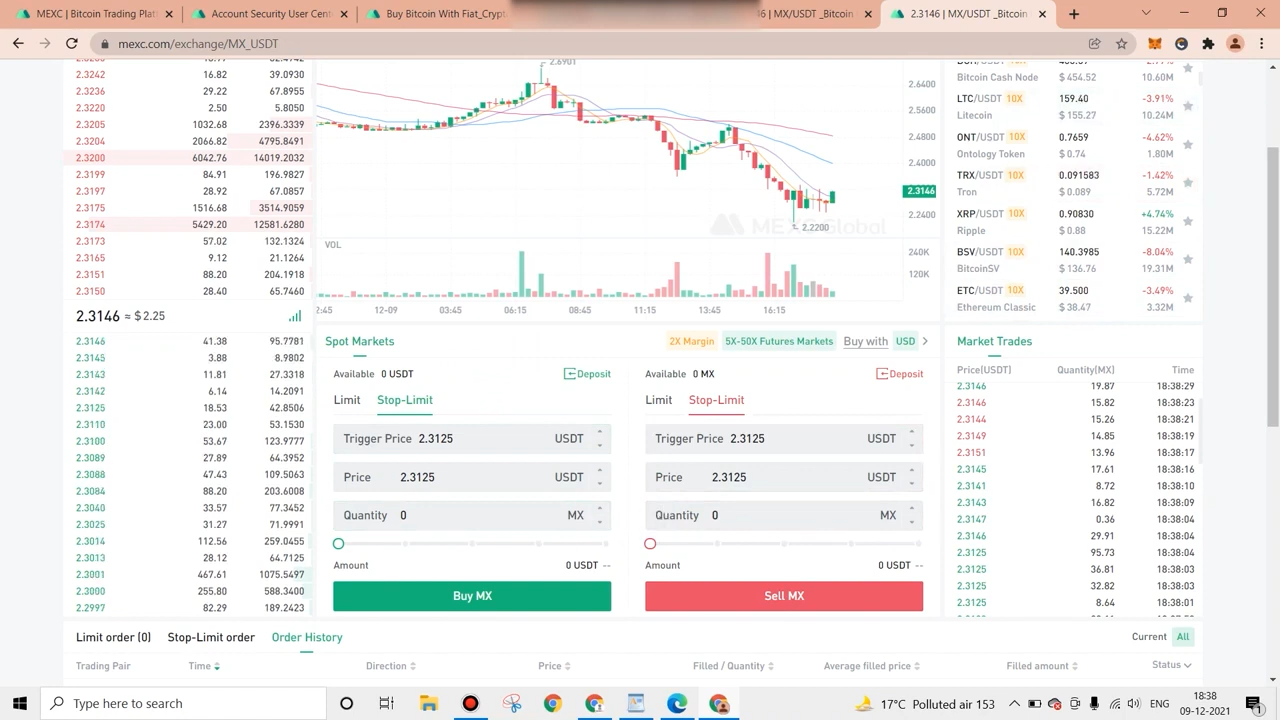 MEXC Bitcoin Trading Plat
Account Security User Cent
Buy Bitcoin With Fiat_Crypt
16 | MX/USDT _Bitcoin
2.3146 | MX/USDT _Bitcoin
mexc.com/exchange/MX_USDT
2.3242 16.82 39.0930
2.3236 29.22 67.8955
2.3220 2.50 5.8050
2.3205 1032.68 2396.3339
2.3204 2066.82 4795.8491
2.3200 6042.76 14019.2032
2.3199 84.91 196.9827
2.3197 28.92 67.0857
2.3175 1516.68 3514.9059
2.3174 5429.20 12581.6280
2.3173 57.02 132.1324
2.3165 9.12 21.1264
2.3151 88.20 204.1918
2.3150 28.40 65.7460
2.3146 ≈ $2.25
2.3146 41.38 95.7781
2.3145 3.88 8.9802
2.3143 11.81 27.3318
2.3142 6.14 14.2091
2.3125 18.53 42.8506
2.3110 23.00 53.1530
2.3100 53.67 123.9777
2.3089 27.89 64.3952
2.3088 47.43 109.5063
2.3084 88.20 203.6008
2.3040 33.57 77.3452
2.3025 31.27 71.9991
2.3014 112.56 259.0455
2.3013 28.12 64.7125
2.3001 467.61 1075.5497
2.3000 255.80 588.3400
2.2997 82.29 189.2423
2.6901
2.6400
2.5600
2.4800
2.4000
2.3146
2.2400
2.2200
MEXC Global
VOL
240K
120K
2:45 12-09 03:45 06:15 08:45 11:15 13:45 16:15
Bitcoin Cash Node $ 454.52 10.60M
LTC/USDT 10X 159.40 -3.91%
Litecoin $ 155.27 10.24M
ONT/USDT 10X 0.7659 -4.62%
Ontology Token $ 0.74 1.80M
TRX/USDT 10X 0.091583 -1.42%
Tron $ 0.089 5.72M
XRP/USDT 10X 0.90830 +4.74%
Ripple $ 0.88 15.22M
BSV/USDT 10X 140.3985 -8.04%
BitcoinSV $ 136.76 19.31M
ETC/USDT 10X 39.500 -3.49%
Ethereum Classic $ 38.47 3.32M
Spot Markets 2X Margin 5X-50X Futures Markets Buy with USD
Available 0 USDT Deposit
Limit Stop-Limit
Trigger Price 2.3125 USDT
Price 2.3125 USDT
Quantity 0 MX
Amount 0 USDT --
Buy MX
Available 0 MX Deposit
Limit Stop-Limit
Trigger Price 2.3125 USDT
Price 2.3125 USDT
Quantity 0 MX
Amount 0 USDT --
Sell MX
Market Trades
Price(USDT) Quantity(MX) Time
2.3146 19.87 18:38:29
2.3146 15.82 18:38:23
2.3144 15.26 18:38:21
2.3149 14.85 18:38:19
2.3151 13.96 18:38:17
2.3145 17.61 18:38:16
2.3141 8.72 18:38:10
2.3143 16.82 18:38:09
2.3147 0.36 18:38:04
2.3146 29.91 18:38:04
2.3125 95.73 18:38:04
2.3125 36.81 18:38:03
2.3125 32.82 18:38:03
2.3125 8.64 18:38:01
Limit order (0) Stop-Limit order Order History Current All
Trading Pair Time Direction Price Filled / Quantity Average filled price Filled amount Status
Type here to search
17°C Polluted air 153
ENG
18:38
09-12-2021
1